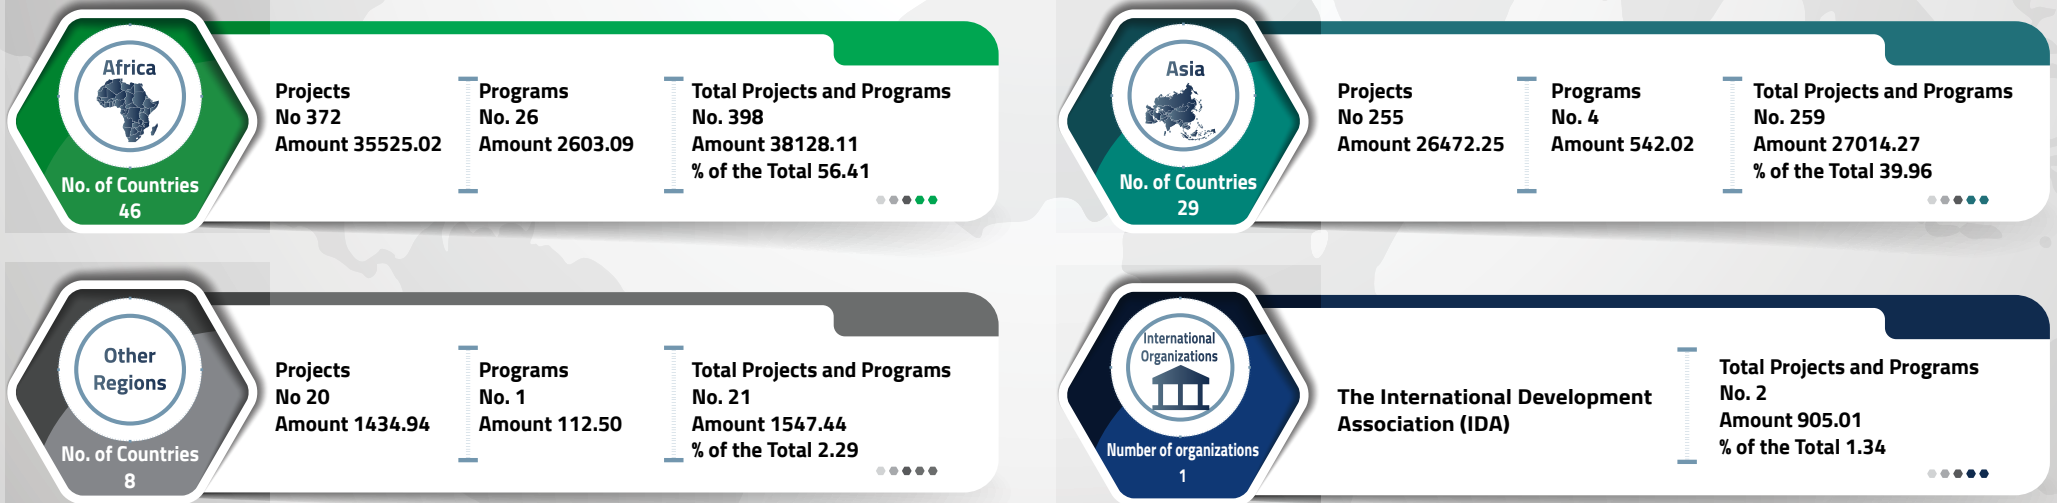 Africa
No. of Countries
46
Projects
No 372
Amount 35525.02
Programs
No. 26
Amount 2603.09
Total Projects and Programs
No. 398
Amount 38128.11
% of the Total 56.41
Asia
No. of Countries
29
Projects
No 255
Amount 26472.25
Programs
No. 4
Amount 542.02
Total Projects and Programs
No. 259
Amount 27014.27
% of the Total 39.96
Other
Regions
No. of Countries
8
Projects
No 20
Amount 1434.94
Programs
No. 1
Amount 112.50
Total Projects and Programs
No. 21
Amount 1547.44
% of the Total 2.29
International
Organizations
Number of organizations
1
The International Development
Association (IDA)
Total Projects and Programs
No. 2
Amount 905.01
% of the Total 1.34